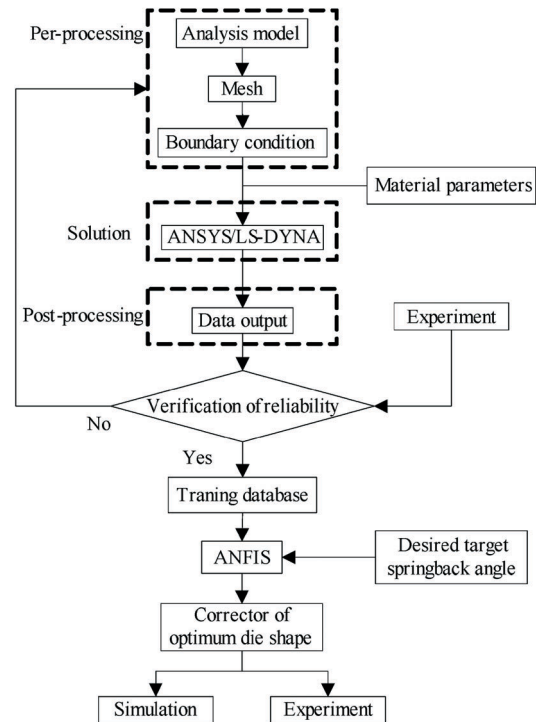 Per-processing
Analysis model
Mesh
Boundary condition
Material parameters
Solution
ANSYS/LS-DYNA
Post-processing
Data output
Experiment
Verification of reliability
No
Yes
Traning database
ANFIS
Desired target
springback angle
Corrector of
optimum die shape
Simulation
Experiment